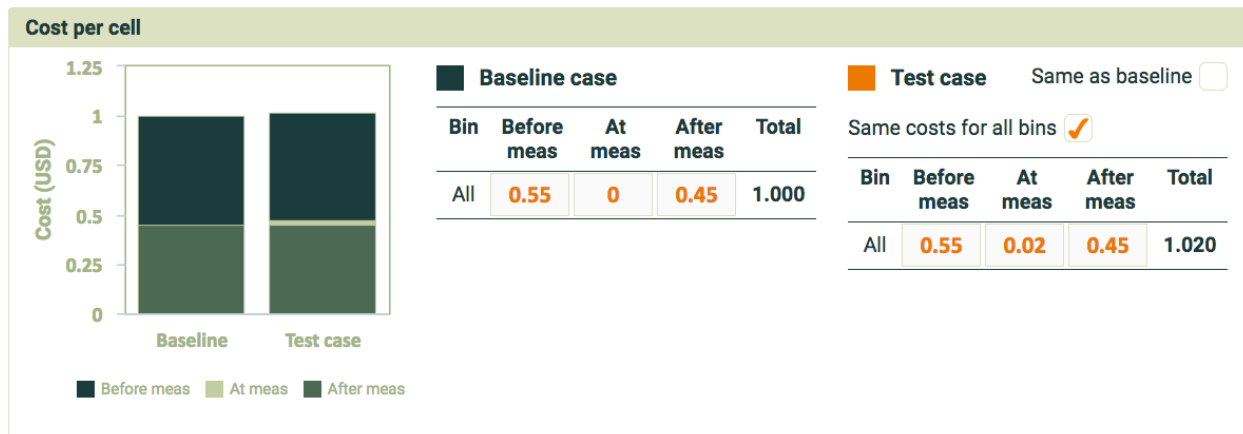 Cost per cell
1.25
1
0.75
0.5
0.25
0
Cost (USD)
Baseline
Test case
Before meas
At meas
After meas
Baseline case
Bin Before meas At meas After meas Total
All 0.55 0 0.45 1.000
Test case Same as baseline
Same costs for all bins
Bin Before meas At meas After meas Total
All 0.55 0.02 0.45 1.020